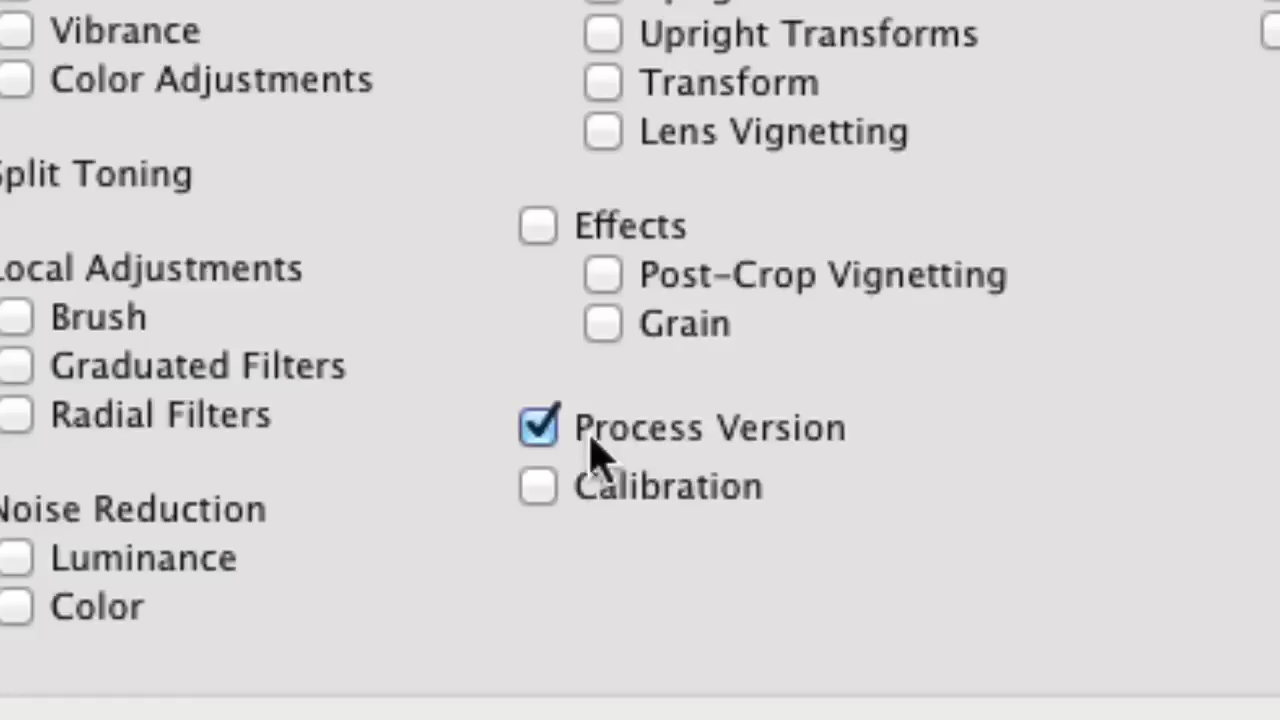 Vibrance
Color Adjustments
Split Toning
Local Adjustments
Brush
Graduated Filters
Radial Filters
Noise Reduction
Luminance
Color
Upright Transforms
Transform
Lens Vignetting
Effects
Post-Crop Vignetting
Grain
Process Version
Calibration